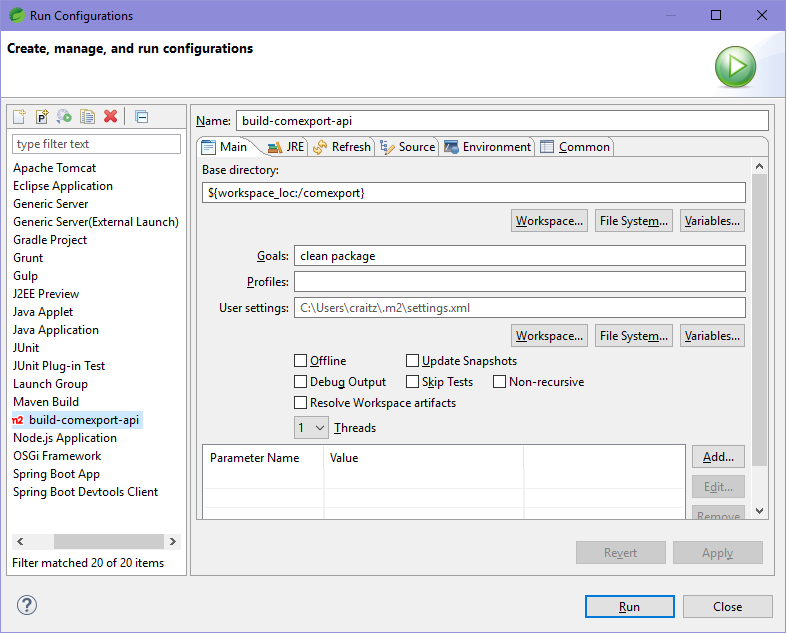 Run Configurations
Create, manage, and run configurations
P
type filter text
Apache Tomcat
Eclipse Application
Generic Server
Generic Server(External Launch)
Gradle Project
Grunt
Gulp
J2EE Preview
Java Applet
Java Application
JUnit
JUnit Plug-in Test
Launch Group
Maven Build
m2 build-comexport-api
Node.js Application
OSGi Framework
Spring Boot App
Spring Boot Devtools Client
Filter matched 20 of 20 items
Name: build-comexport-api
Main JRE Refresh Source Environment Common
Base directory:
${workspace_loc:/comexport}
Workspace... File System... Variables...
Goals: clean package
Profiles:
User settings: C:\Users\craitz\.m2\settings.xml
Workspace... File System... Variables...
Offline Update Snapshots
Debug Output Skip Tests Non-recursive
Resolve Workspace artifacts
1 Threads
Parameter Name Value
Add...
Edit...
Remove
Revert Apply
? Run Close